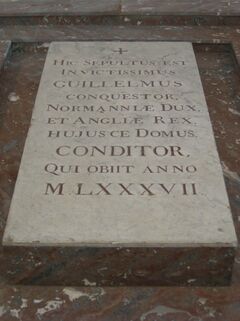 HIC SEPULTUS EST
INVICTISSIMUS
GUILLELMUS
CONQUESTOR,
NORMANNIÆ DUX,
ET ANGLIÆ REX,
HUJUSCE DOMUS,
CONDITOR,
QUI OBIIT ANNO
M.LXXXVII